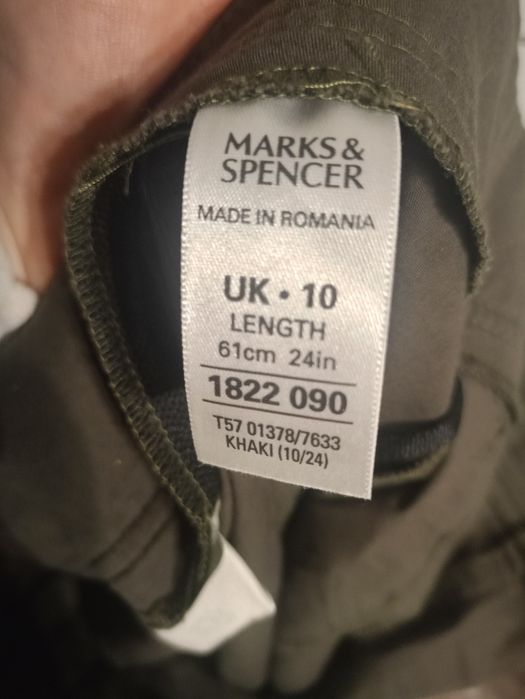 MARKS &
SPENCER
MADE IN ROMANIA
UK • 10
LENGTH
61cm 24in
1822 090
T57 01378/7633
KHAKI (10/24)